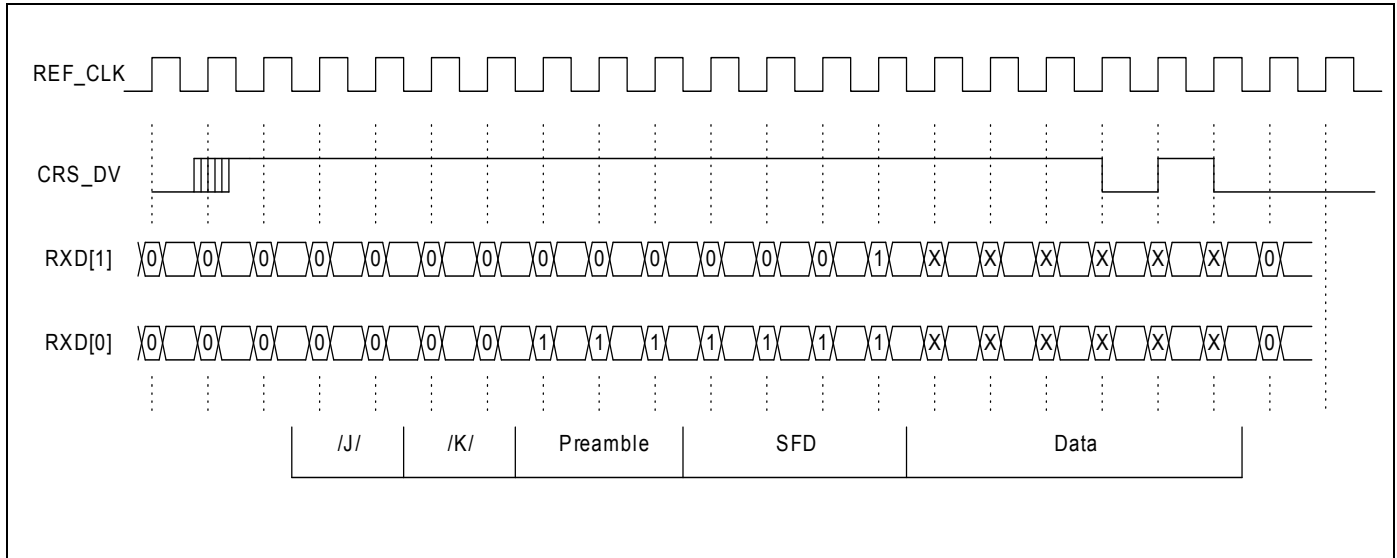 REF_CLK
CRS_DV
RXD[1] 0 0 0 0 0 0 0 0 0 0 0 0 0 1 X X X X X X 0
RXD[0] 0 0 0 0 0 0 0 1 1 1 1 1 1 1 X X X X X X 0
/J/ /K/ Preamble SFD Data